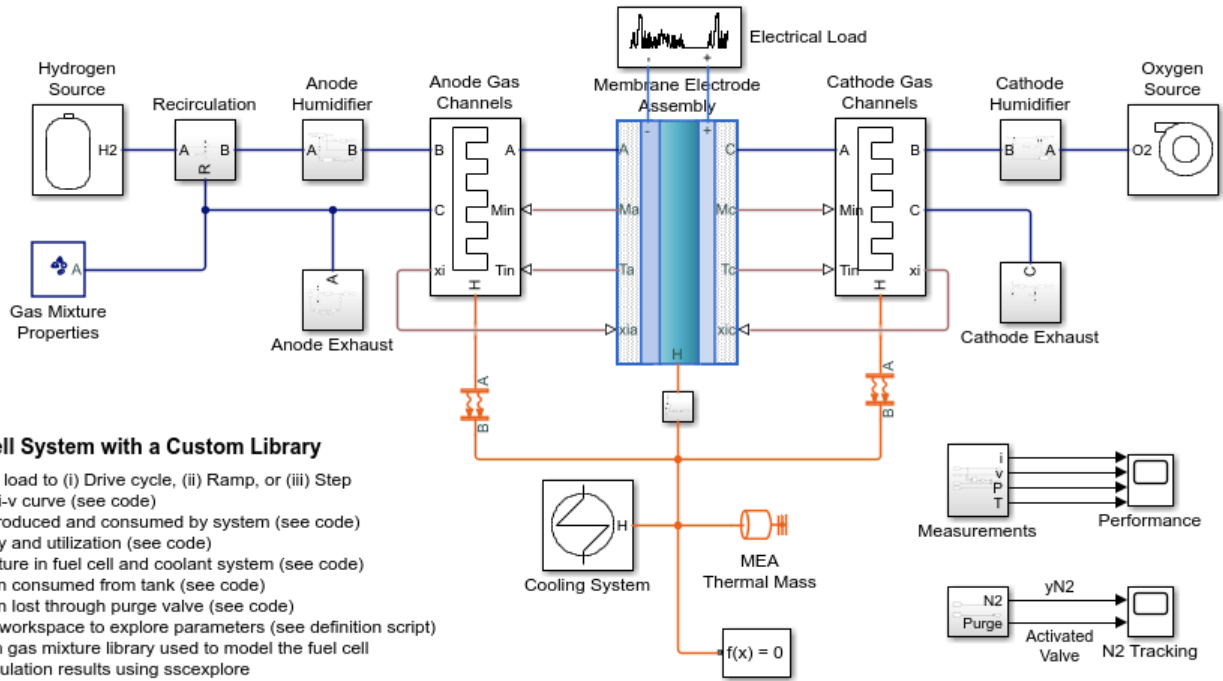 Electrical Load
- +
Hydrogen
Source
H2
Recirculation
A B
R
Anode
Humidifier
A B
Anode Gas
Channels
B A
C Min
xi Tin
H
Membrane Electrode
Assembly
- +
A C
Ma Mc
Ta Tc
xia xic
H
Cathode Gas
Channels
A B
Min C
Tin xi
H
Cathode
Humidifier
B A
Oxygen
Source
O2
A
Gas Mixture
Properties
A
Anode Exhaust
C
Cathode Exhaust
A
B
A
B
ell System with a Custom Library
load to (i) Drive cycle, (ii) Ramp, or (iii) Step
i-v curve (see code)
roduced and consumed by system (see code)
y and utilization (see code)
ture in fuel cell and coolant system (see code)
n consumed from tank (see code)
n lost through purge valve (see code)
workspace to explore parameters (see definition script)
gas mixture library used to model the fuel cell
ulation results using sscexplore
H
Cooling System
MEA
Thermal Mass
f(x) = 0
i
v
P
T
Measurements
Performance
N2
Purge
yN2
Activated
Valve
N2 Tracking